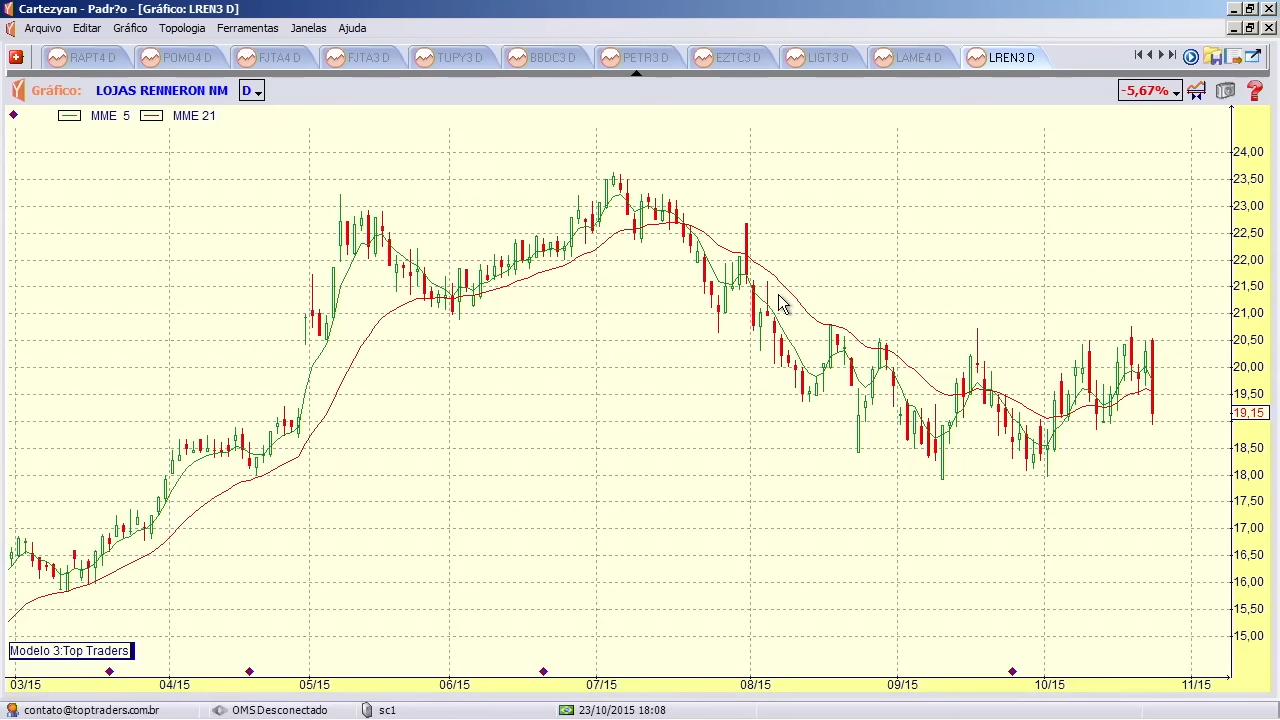 Cartezyan - Padr?o - [Gráfico: LREN3 D]
Arquivo Editar Gráfico Topologia Ferramentas Janelas Ajuda
RAPT4 D POMO4 D FJTA4 D FJTA3 D TUPY3 D PETR3 D EZTC3 D LIGT3 D LAME4 D LREN3 D
Gráfico: LOJAS RENNERON NM D -5,67%
MME 5 MME 21
24,00
23,50
23,00
22,50
22,00
21,50
21,00
20,50
20,00
19,50
19,15
18,50
18,00
17,50
17,00
16,50
16,00
15,50
15,00
Modelo 3:Top Traders
03/15 04/15 05/15 06/15 07/15 08/15 09/15 10/15 11/15
contato@toptraders.com.br OMS Desconectado sc1 23/10/2015 18:08